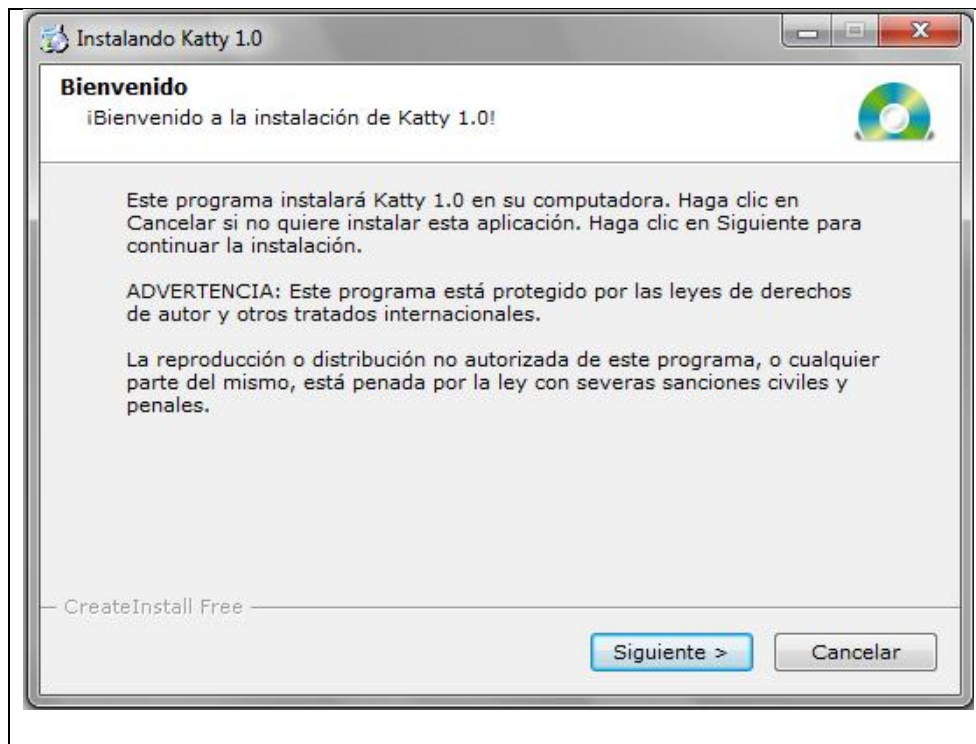 Instalando Katty 1.0
Bienvenido
¡Bienvenido a la instalación de Katty 1.0!
Este programa instalará Katty 1.0 en su computadora. Haga clic en
Cancelar si no quiere instalar esta aplicación. Haga clic en Siguiente para
continuar la instalación.
ADVERTENCIA: Este programa está protegido por las leyes de derechos
de autor y otros tratados internacionales.
La reproducción o distribución no autorizada de este programa, o cualquier
parte del mismo, está penada por la ley con severas sanciones civiles y
penales.
CreateInstall Free
Siguiente > Cancelar